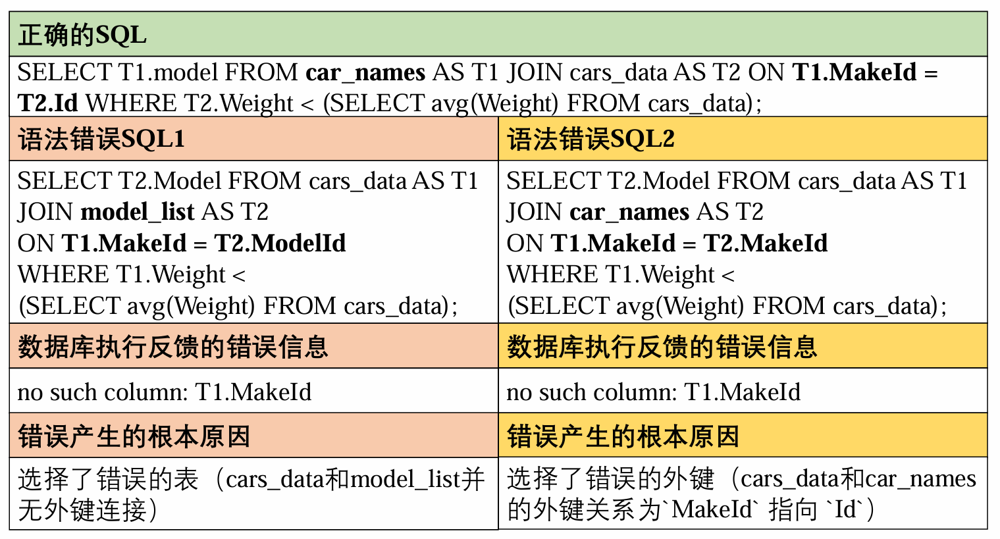 正确的SQL
SELECT T1.model FROM car_names AS T1 JOIN cars_data AS T2 ON T1.MakeId =
T2.Id WHERE T2.Weight < (SELECT avg(Weight) FROM cars_data);
语法错误SQL1
SELECT T2.Model FROM cars_data AS T1
JOIN model_list AS T2
ON T1.MakeId = T2.ModelId
WHERE T1.Weight <
(SELECT avg(Weight) FROM cars_data);
数据库执行反馈的错误信息
no such column: T1.MakeId
错误产生的根本原因
选择了错误的表（cars_data和model_list并
无外键连接）
语法错误SQL2
SELECT T2.Model FROM cars_data AS T1
JOIN car_names AS T2
ON T1.MakeId = T2.MakeId
WHERE T1.Weight <
(SELECT avg(Weight) FROM cars_data);
数据库执行反馈的错误信息
no such column: T1.MakeId
错误产生的根本原因
选择了错误的外键（cars_data和car_names
的外键关系为`MakeId` 指向 `Id`）